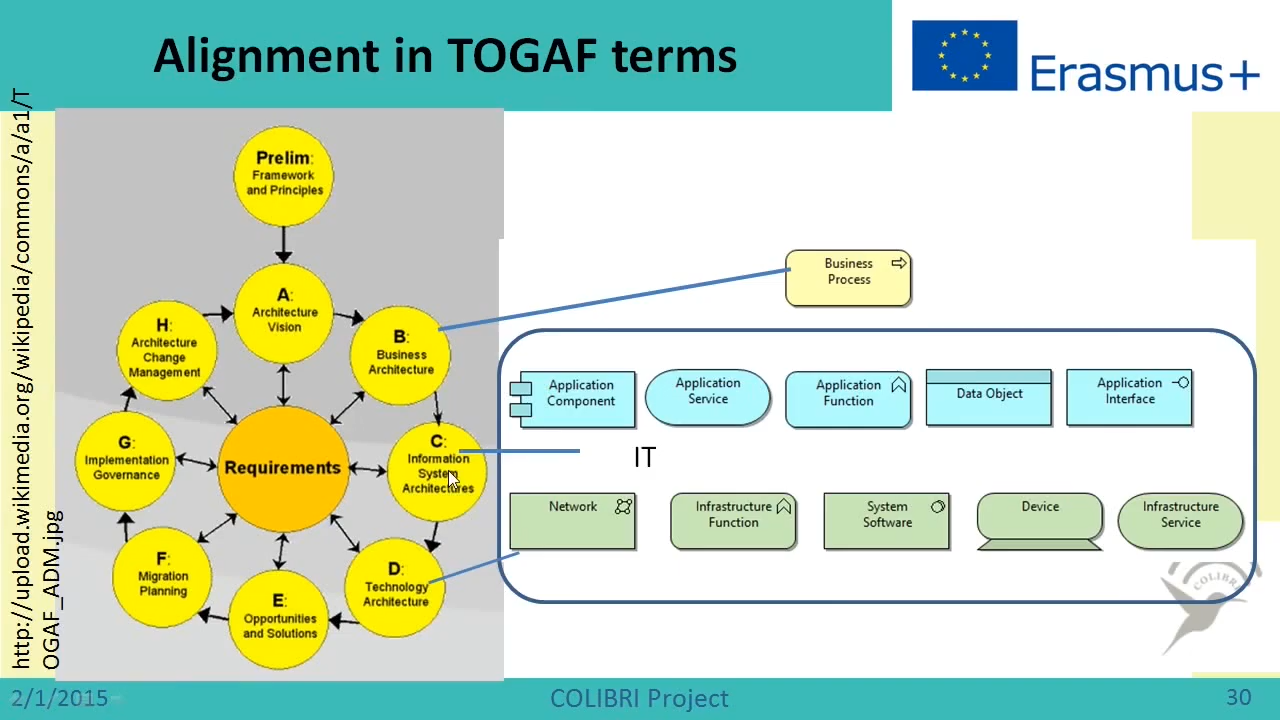 Alignment in TOGAF terms
Erasmus+
http://upload.wikimedia.org/wikipedia/commons/a/a1/T
OGAF_ADM.jpg
Prelim:
Framework
and Principles
A:
Architecture
Vision
B:
Business
Architecture
C:
Information
System
Architectures
D:
Technology
Architecture
E:
Opportunities
and Solutions
F:
Migration
Planning
G:
Implementation
Governance
H:
Architecture
Change
Management
Requirements
Business
Process
Application
Component
Application
Service
Application
Function
Data Object
Application
Interface
IT
Network
Infrastructure
Function
System
Software
Device
Infrastructure
Service
COLIBRI
2/1/2015
COLIBRI Project
30